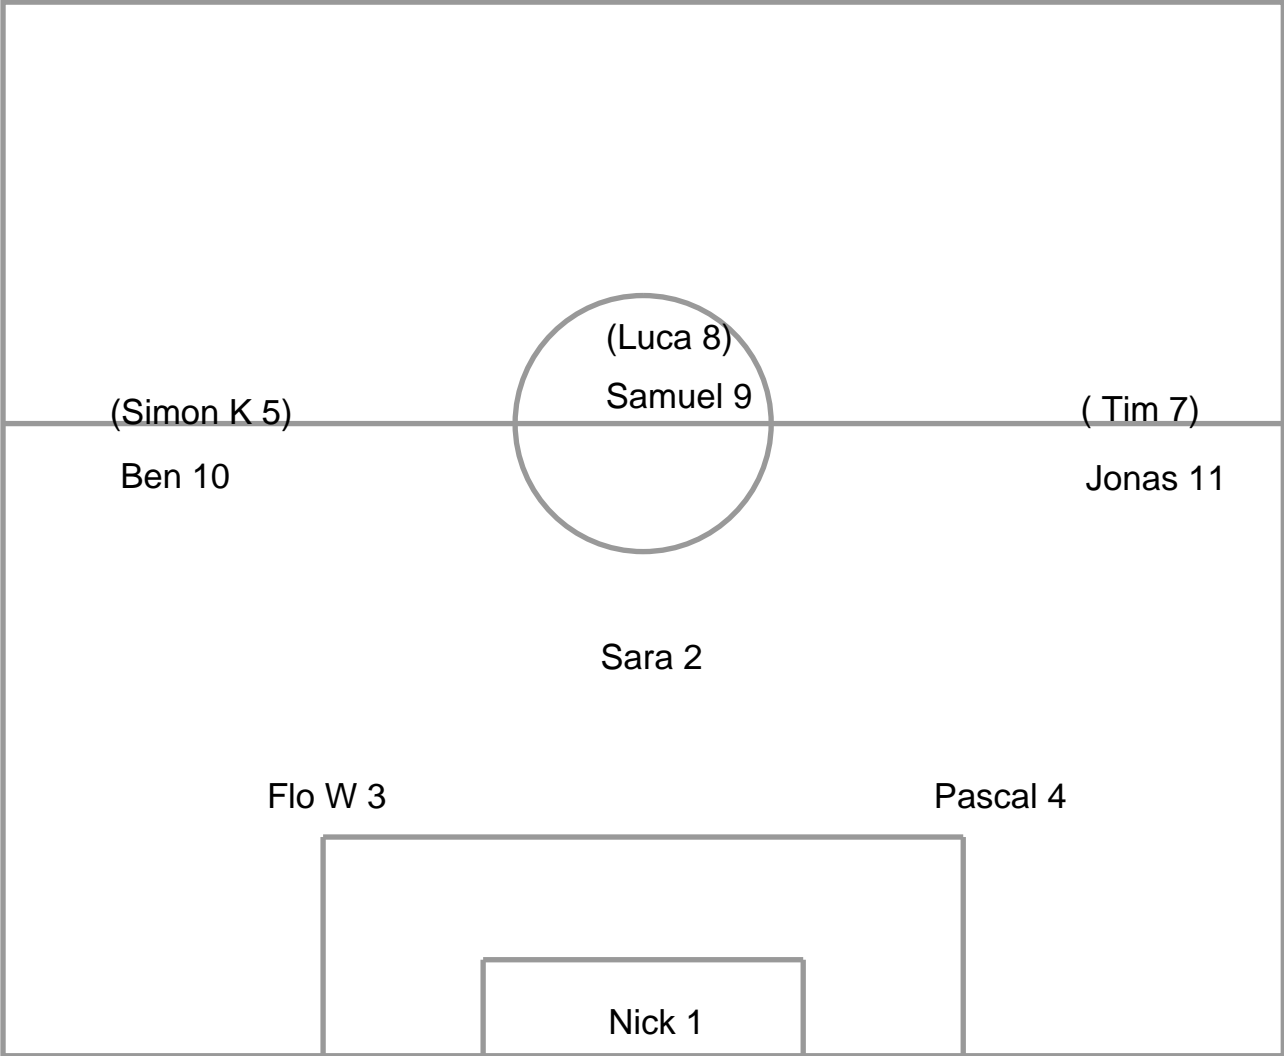 (Luca 8)
Samuel 9
(Simon K 5)
( Tim 7)
Ben 10
Jonas 11
Sara 2
Flo W 3
Pascal 4
Nick 1